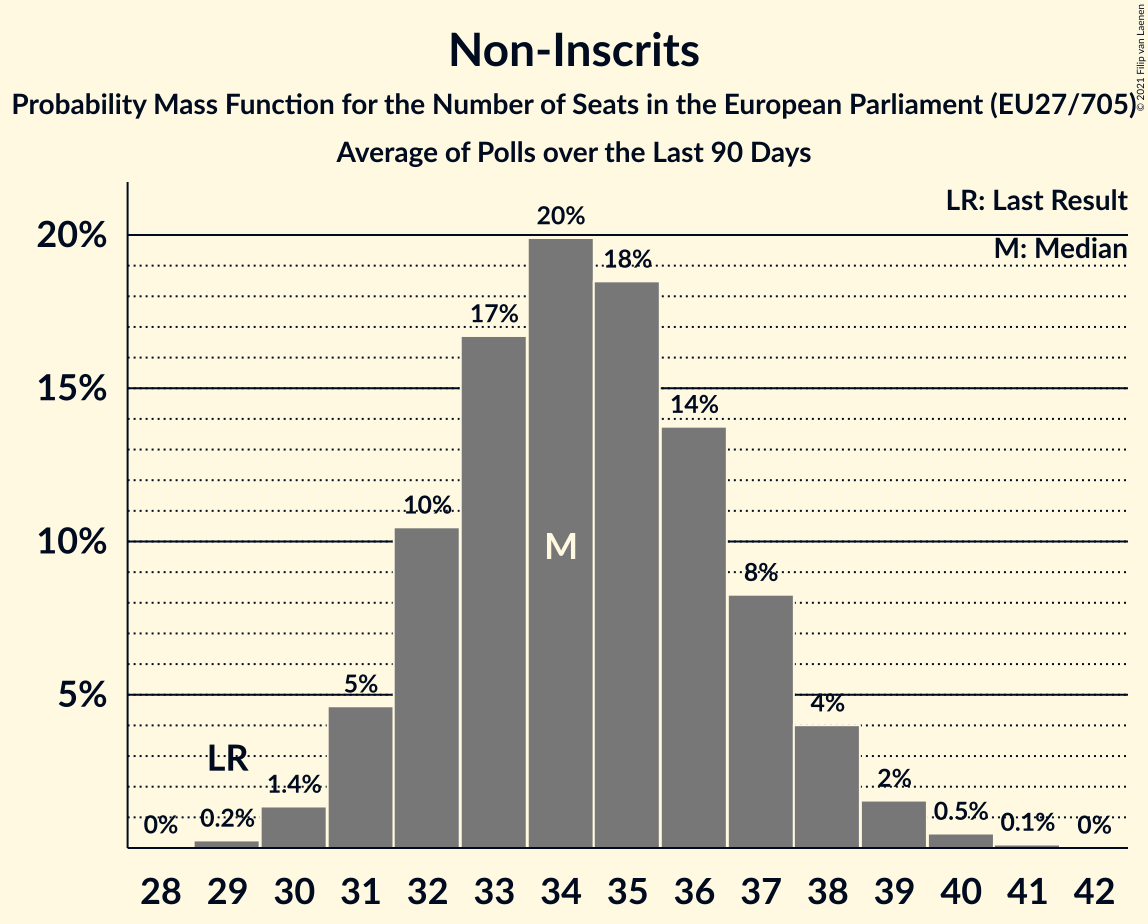 Non-Inscrits
Probability Mass Function for the Number of Seats in the European Parliament (EU27/705)
Average of Polls over the Last 90 Days
© 2021 Filip van Laenen
LR: Last Result
M: Median
20%
15%
10%
5%
0%
0.2%
LR
1.4%
5%
10%
17%
20%
M
18%
14%
8%
4%
2%
0.5%
0.1%
0%
28 29 30 31 32 33 34 35 36 37 38 39 40 41 42